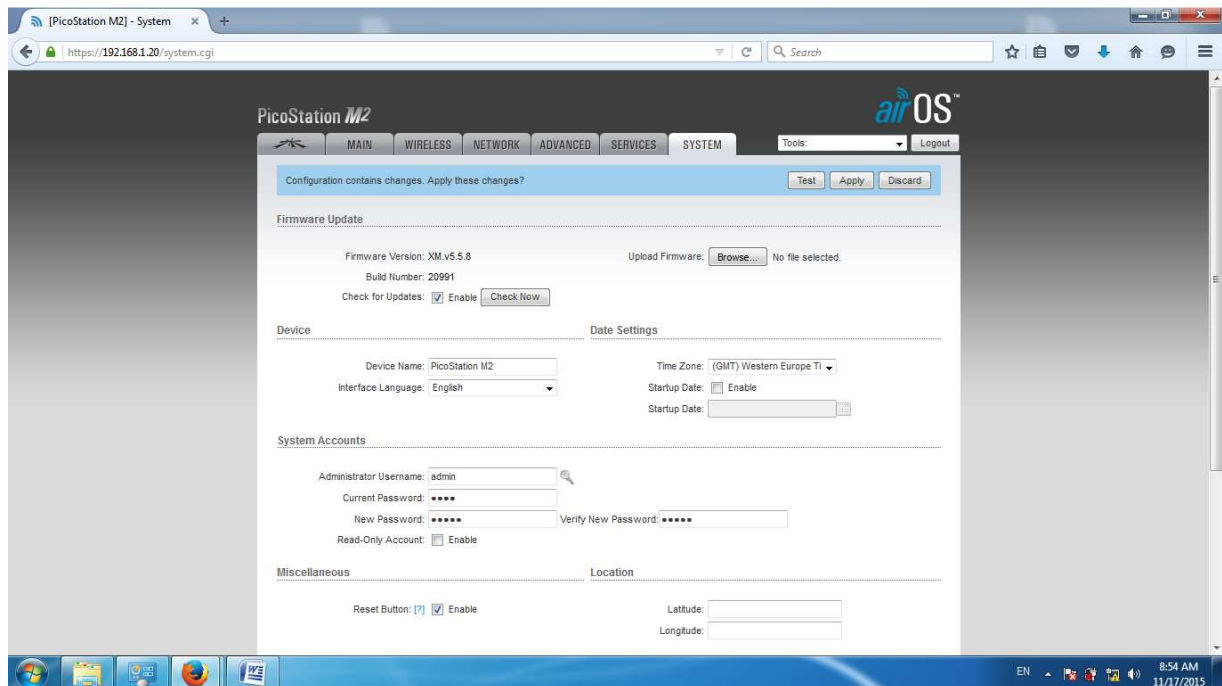 [PicoStation M2] - System × +
https://192.168.1.20/system.cgi Search
PicoStation M2 airOS™
MAIN WIRELESS NETWORK ADVANCED SERVICES SYSTEM Tools: Logout
Configuration contains changes. Apply these changes? Test Apply Discard
Firmware Update
Firmware Version: XM.v5.5.8 Upload Firmware: Browse... No file selected.
Build Number: 20991
Check for Updates: Enable Check Now
Device Date Settings
Device Name: PicoStation M2 Time Zone: (GMT) Western Europe Ti
Interface Language: English Startup Date: Enable
Startup Date:
System Accounts
Administrator Username: admin
Current Password: ••••
New Password: ••••• Verify New Password: •••••
Read-Only Account: Enable
Miscellaneous Location
Reset Button: [?] Enable Latitude:
Longitude:
EN 8:54 AM
11/17/2015